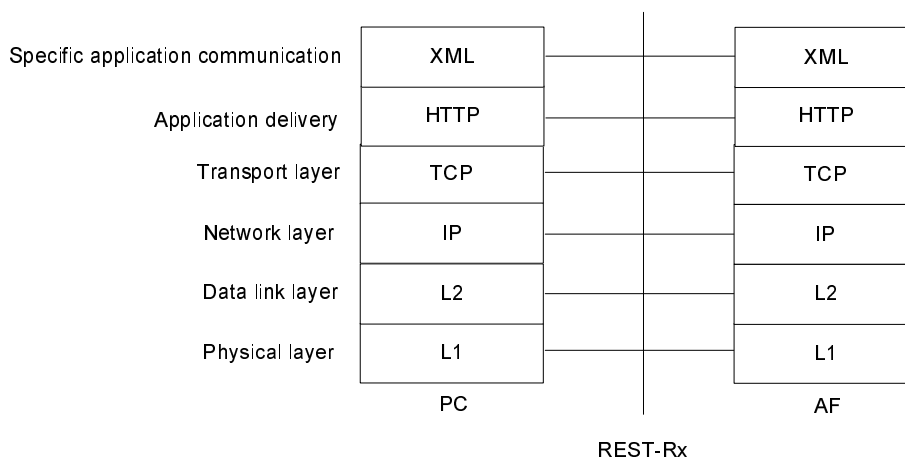 Specific application communication XML XML
Application delivery HTTP HTTP
Transport layer TCP TCP
Network layer IP IP
Data link layer L2 L2
Physical layer L1 L1
PC AF
REST-Rx